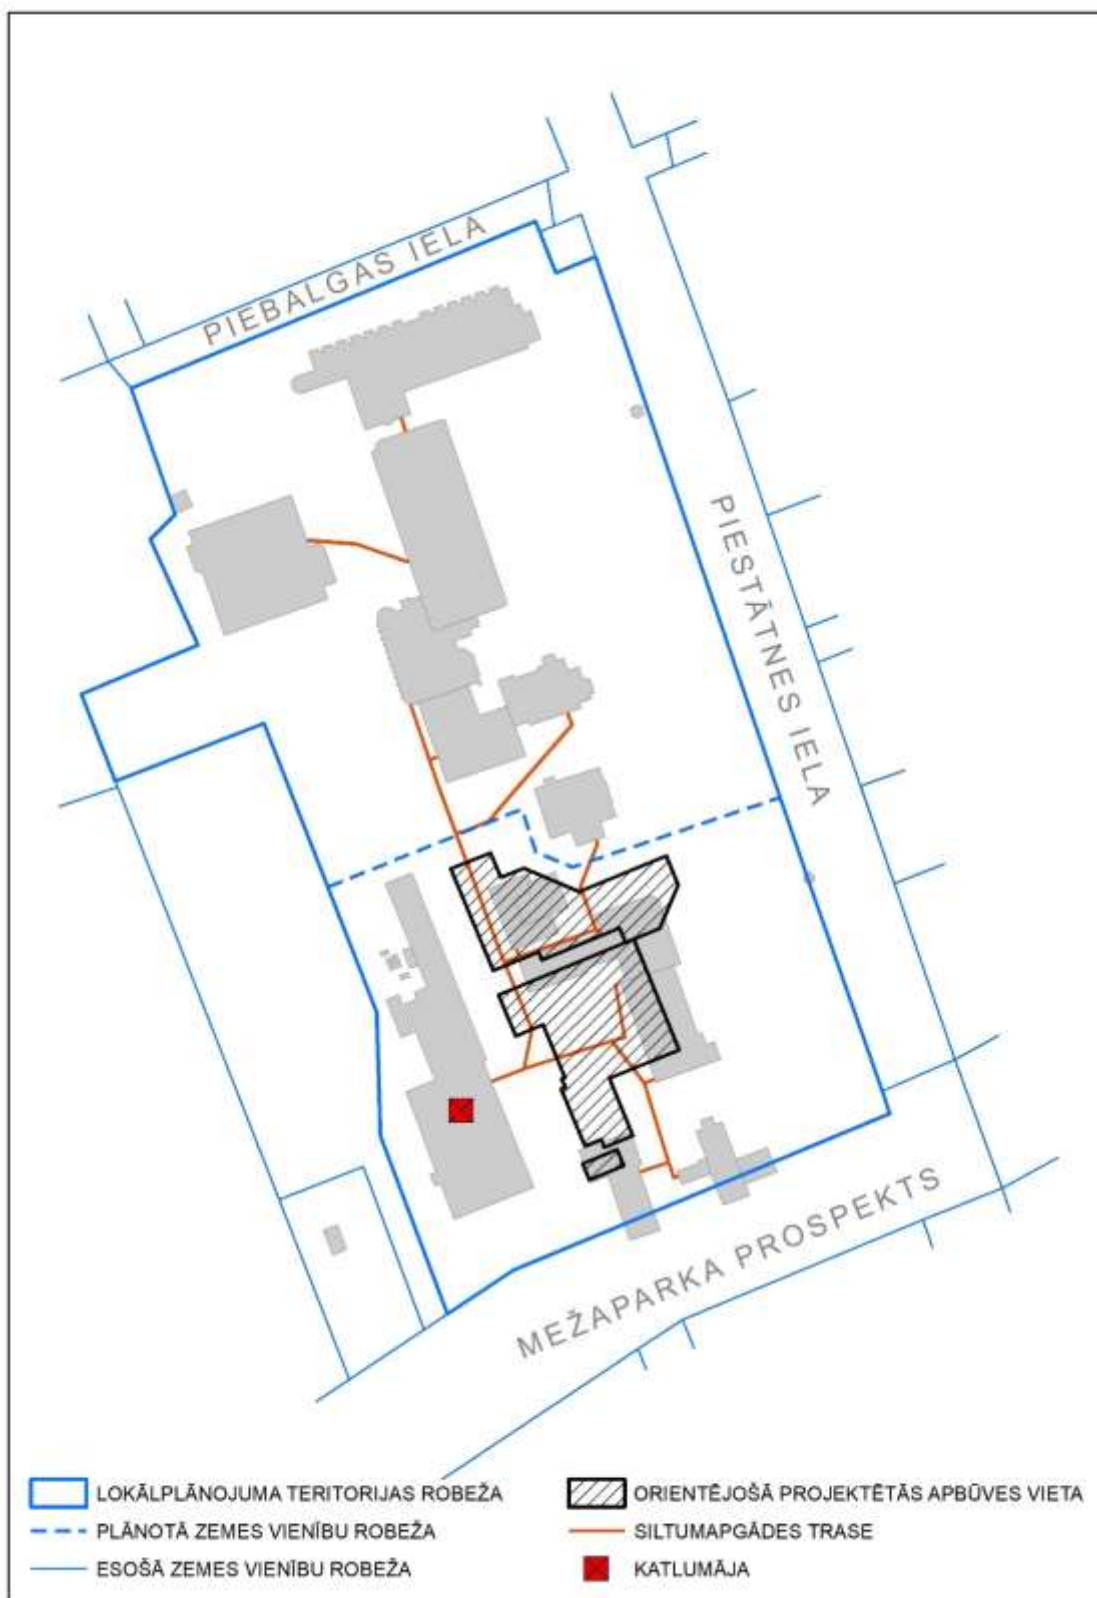 PIEBALGAS IELA
PIESTĀTNES IELA
MEŽAPARKA PROSPEKTS
LOKĀLPLĀNOJUMA TERITORIJAS ROBEŽA
PLĀNOTĀ ZEMES VIENĪBU ROBEŽA
ESOŠĀ ZEMES VIENĪBU ROBEŽA
ORIENTĒJOŠĀ PROJEKTĒTĀS APBŪVES VIETA
SILTUMAPGĀDES TRASE
KATLUMĀJA